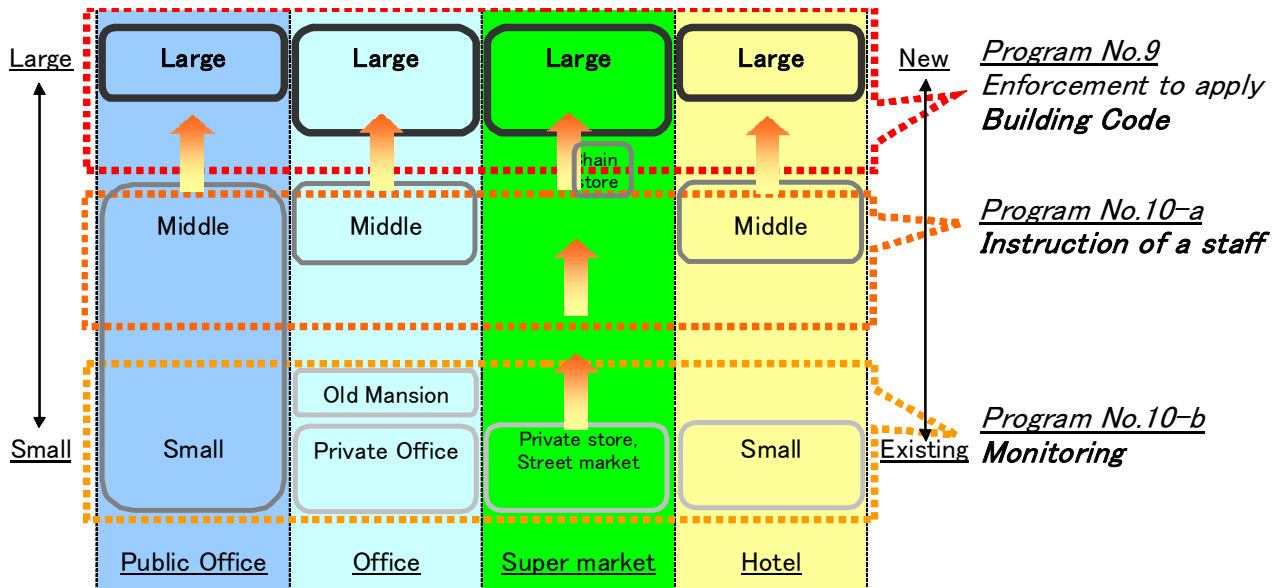 Large
Small
Large
Middle
Small
Public Office
Large
Middle
Old Mansion
Private Office
Office
Large
hain
store
Private store,
Street market
Super market
Large
Middle
Small
Hotel
New
Existing
Program No.9
Enforcement to apply
Building Code
Program No.10-a
Instruction of a staff
Program No.10-b
Monitoring